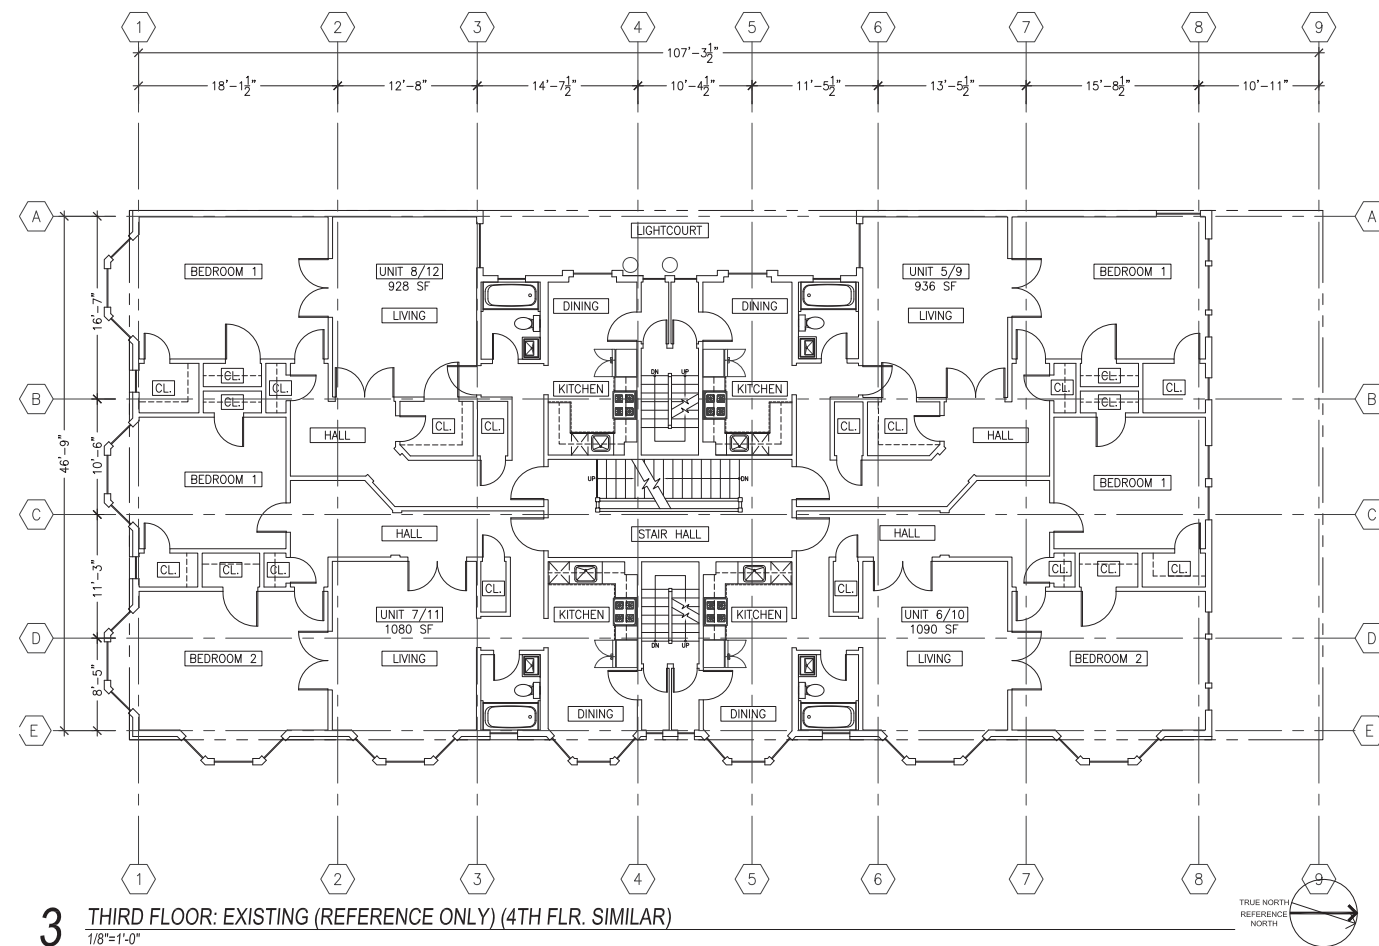 1 2 3 4 5 6 7 8 9
107'-3 1/2"
18'-1 1/2" 12'-8" 14'-7 1/2" 10'-4 1/2" 11'-5 1/2" 13'-5 1/2" 15'-8 1/2" 10'-11"
A A
LIGHTCOURT
BEDROOM 1 UNIT 8/12 UNIT 5/9 BEDROOM 1
928 SF 936 SF
16'-7" DINING DINING
LIVING LIVING
DN UP
CL. CL. CL. KITCHEN KITCHEN CL. CL. CL.
B CL. CL. B
CL. CL. CL. CL.
HALL HALL
46'-9" 10'-6"
BEDROOM 1 UP DN BEDROOM 1
C C
HALL STAIR HALL HALL
CL. CL. CL. CL. CL. CL.
11'-3" CL. CL.
UNIT 7/11 KITCHEN KITCHEN UNIT 6/10
1080 SF 1090 SF
D D
DN UP
BEDROOM 2 LIVING LIVING BEDROOM 2
8'-5"
DINING DINING
E E
1 2 3 4 5 6 7 8 9
3 THIRD FLOOR: EXISTING (REFERENCE ONLY) (4TH FLR. SIMILAR)
1/8"=1'-0"
TRUE NORTH
REFERENCE
NORTH